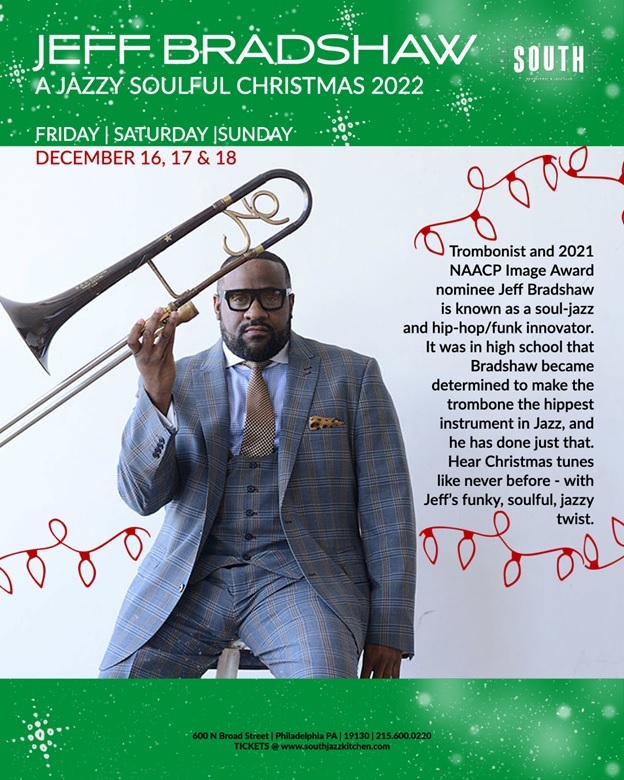 JEFF BRADSHAW
SOUTH
A JAZZY SOULFUL CHRISTMAS 2022
FRIDAY | SATURDAY |SUNDAY
DECEMBER 16, 17 & 18
Trombonist and 2021
NAACP Image Award
nominee Jeff Bradshaw
is known as a soul-jazz
and hip-hop/funk innovator.
It was in high school that
Bradshaw became
determined to make the
trombone the hippest
instrument in Jazz, and
he has done just that.
Hear Christmas tunes
like never before - with
Jeff's funky, soulful, jazzy
twist.
600 N Broad Street | Philadelphia PA | 19130 | 215.600.0220
TICKETS @ www.southjazzkitchen.com